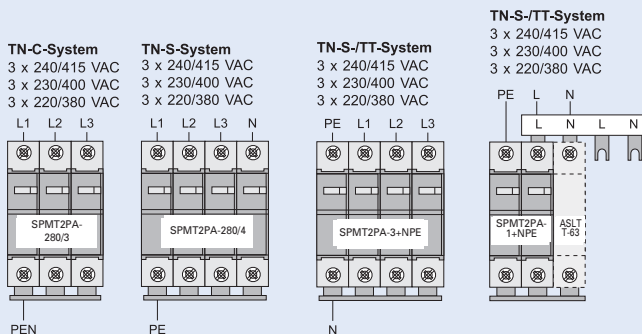 TN-C-System
3 x 240/415 VAC
3 x 230/400 VAC
3 x 220/380 VAC
L1 L2 L3
SPMT2PA-
280/3
PEN
TN-S-System
3 x 240/415 VAC
3 x 230/400 VAC
3 x 220/380 VAC
L1 L2 L3 N
SPMT2PA-280/4
PE
TN-S-/TT-System
3 x 240/415 VAC
3 x 230/400 VAC
3 x 220/380 VAC
PE L1 L2 L3
SPMT2PA-3+NPE
N
TN-S-/TT-System
3 x 240/415 VAC
3 x 230/400 VAC
3 x 220/380 VAC
PE L N
L N L N
SPMT2PA-
1+NPE
ASLT
T-63